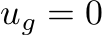 u_g = 0